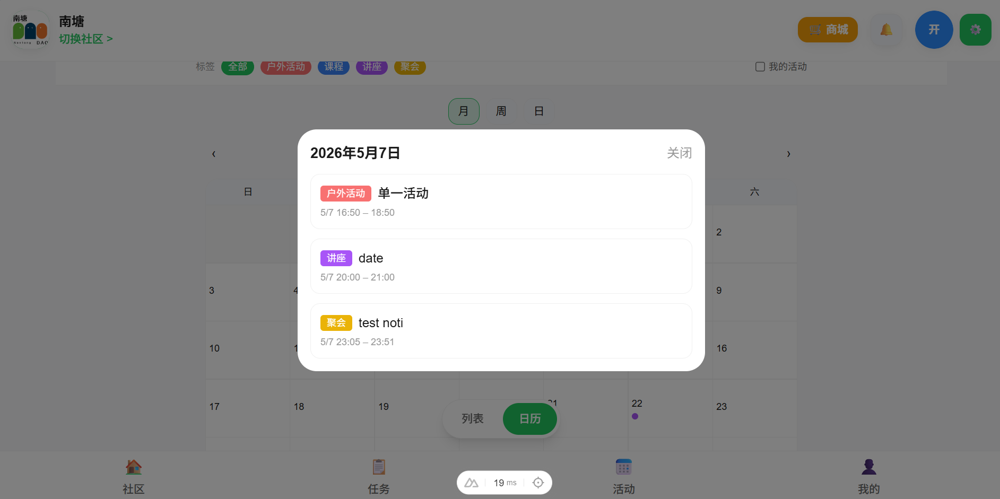 南塘
Nantang DAO
南塘
切换社区 >
商城
开
标签 全部 户外活动 课程 讲座 聚会
我的活动
月 周 日
‹ ›
2026年5月7日
关闭
户外活动 单一活动
5/7 16:50 – 18:50
讲座 date
5/7 20:00 – 21:00
聚会 test noti
5/7 23:05 – 23:51
日 六
2
3 4 9
10 16
17 18 19 21 22 23
列表 日历
社区 任务 活动 我的
19 ms